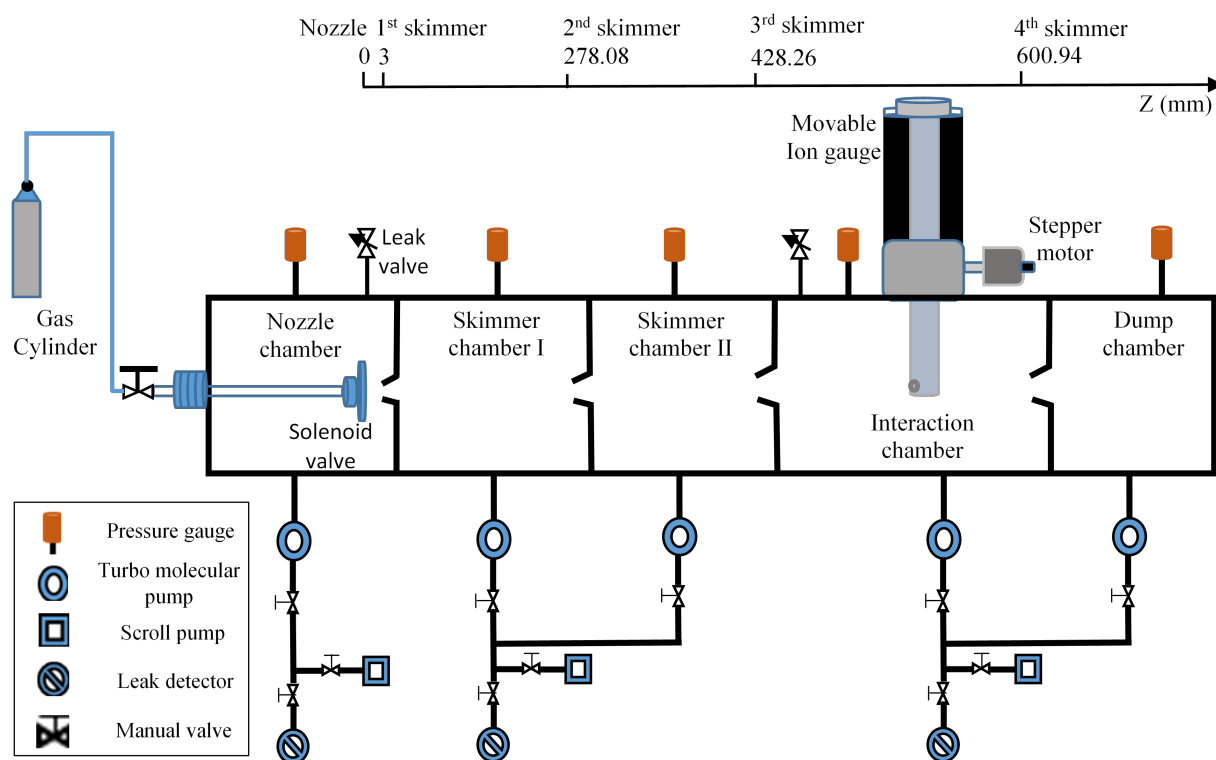 Nozzle 1st skimmer 2nd skimmer 3rd skimmer 4th skimmer
0 3 278.08 428.26 600.94
Z (mm)
Movable
Ion gauge
Leak
valve
Stepper
motor
Gas
Cylinder
Nozzle
chamber
Skimmer
chamber I
Skimmer
chamber II
Dump
chamber
Solenoid
valve
Interaction
chamber
Pressure gauge
Turbo molecular
pump
Scroll pump
Leak detector
Manual valve